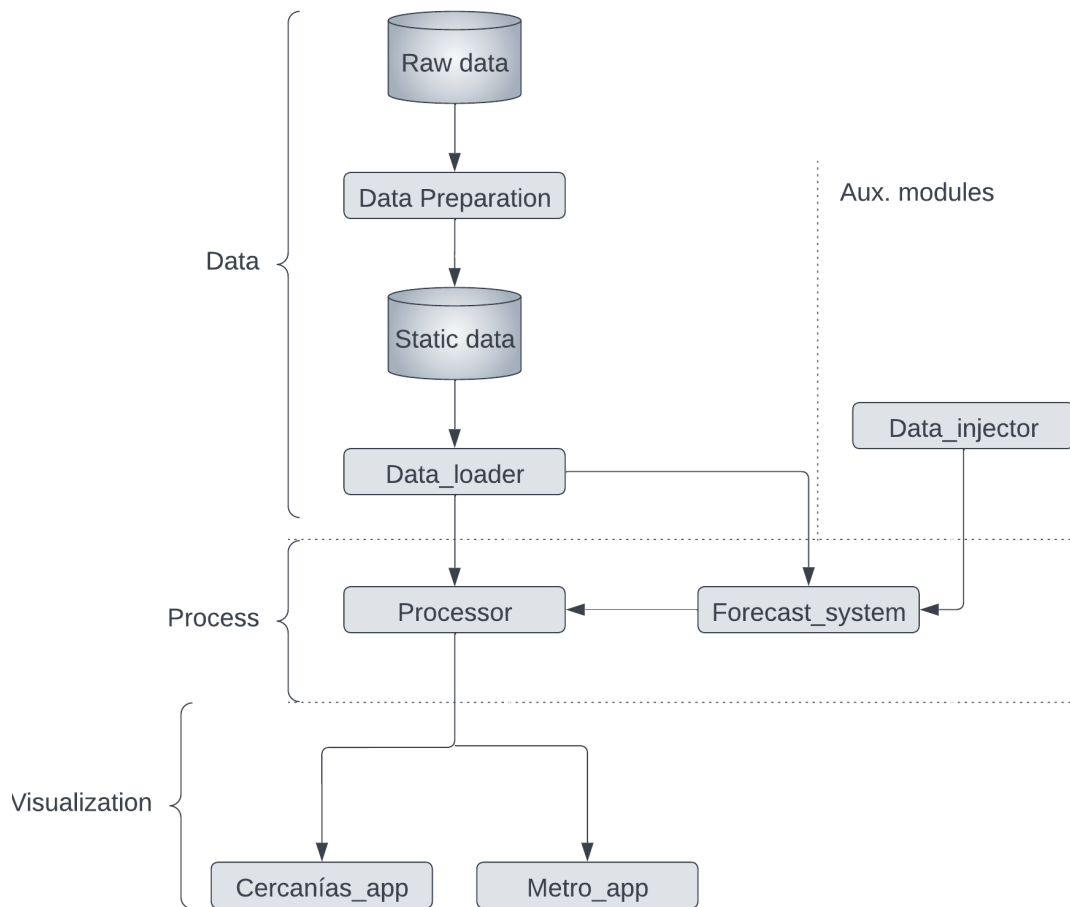 Raw data
Data Preparation
Aux. modules
Data
Static data
Data_injector
Data_loader
Process
Processor
Forecast_system
Visualization
Cercanías_app
Metro_app